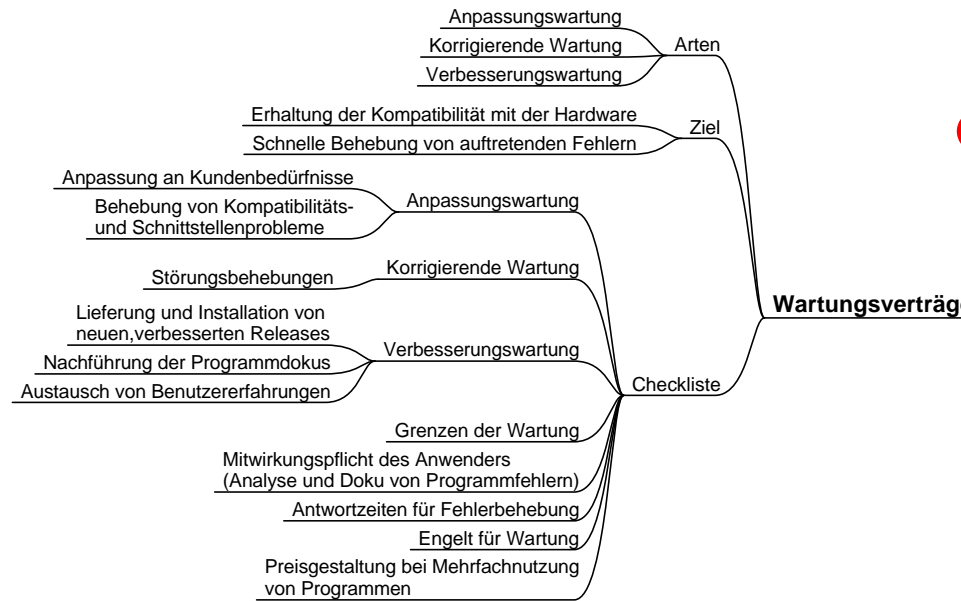 Anpassungswartung
Korrigierende Wartung
Verbesserungswartung
Arten
Erhaltung der Kompatibilität mit der Hardware
Schnelle Behebung von auftretenden Fehlern
Ziel
Anpassung an Kundenbedürfnisse
Behebung von Kompatibilitäts-
und Schnittstellenprobleme
Anpassungswartung
Störungsbehebungen
Korrigierende Wartung
Lieferung und Installation von
neuen,verbesserten Releases
Nachführung der Programmdokus
Austausch von Benutzererfahrungen
Verbesserungswartung
Grenzen der Wartung
Mitwirkungspflicht des Anwenders
(Analyse und Doku von Programmfehlern)
Antwortzeiten für Fehlerbehebung
Engelt für Wartung
Preisgestaltung bei Mehrfachnutzung
von Programmen
Checkliste
Wartungsverträge